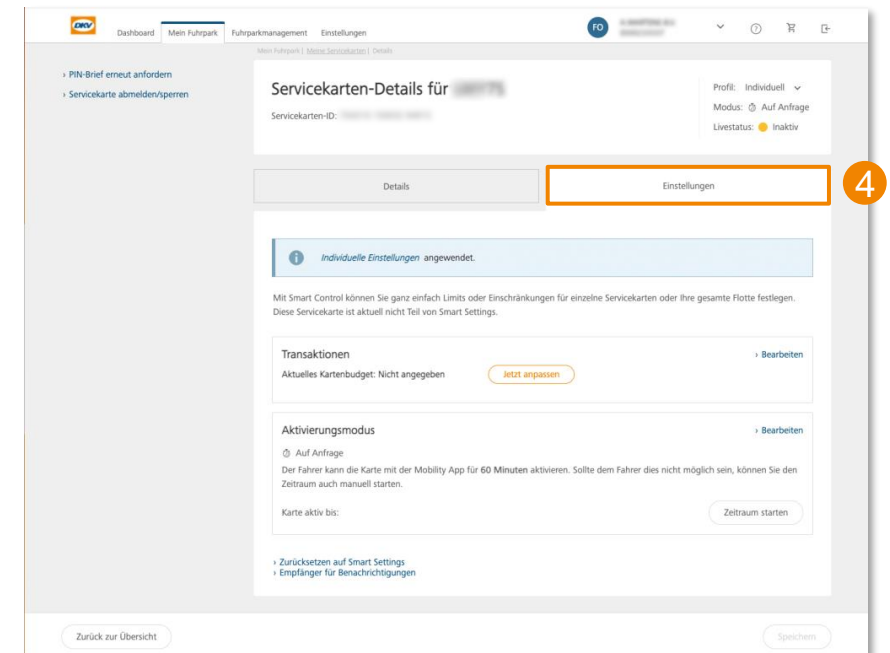 DKV
Dashboard Mein Fuhrpark Fuhrparkmanagement Einstellungen FO
Mein Fuhrpark | Meine Servicekarten | Details
› PIN-Brief erneut anfordern
› Servicekarte abmelden/sperren
Servicekarten-Details für
Servicekarten-ID:
Profil: Individuell
Modus: Auf Anfrage
Livestatus: Inaktiv
Details
Einstellungen
4
Individuelle Einstellungen angewendet.
Mit Smart Control können Sie ganz einfach Limits oder Einschränkungen für einzelne Servicekarten oder Ihre gesamte Flotte festlegen.
Diese Servicekarte ist aktuell nicht Teil von Smart Settings.
Transaktionen › Bearbeiten
Aktuelles Kartenbudget: Nicht angegeben Jetzt anpassen
Aktivierungsmodus › Bearbeiten
Auf Anfrage
Der Fahrer kann die Karte mit der Mobility App für 60 Minuten aktivieren. Sollte dem Fahrer dies nicht möglich sein, können Sie den
Zeitraum auch manuell starten.
Karte aktiv bis: Zeitraum starten
› Zurücksetzen auf Smart Settings
› Empfänger für Benachrichtigungen
Zurück zur Übersicht Speichern